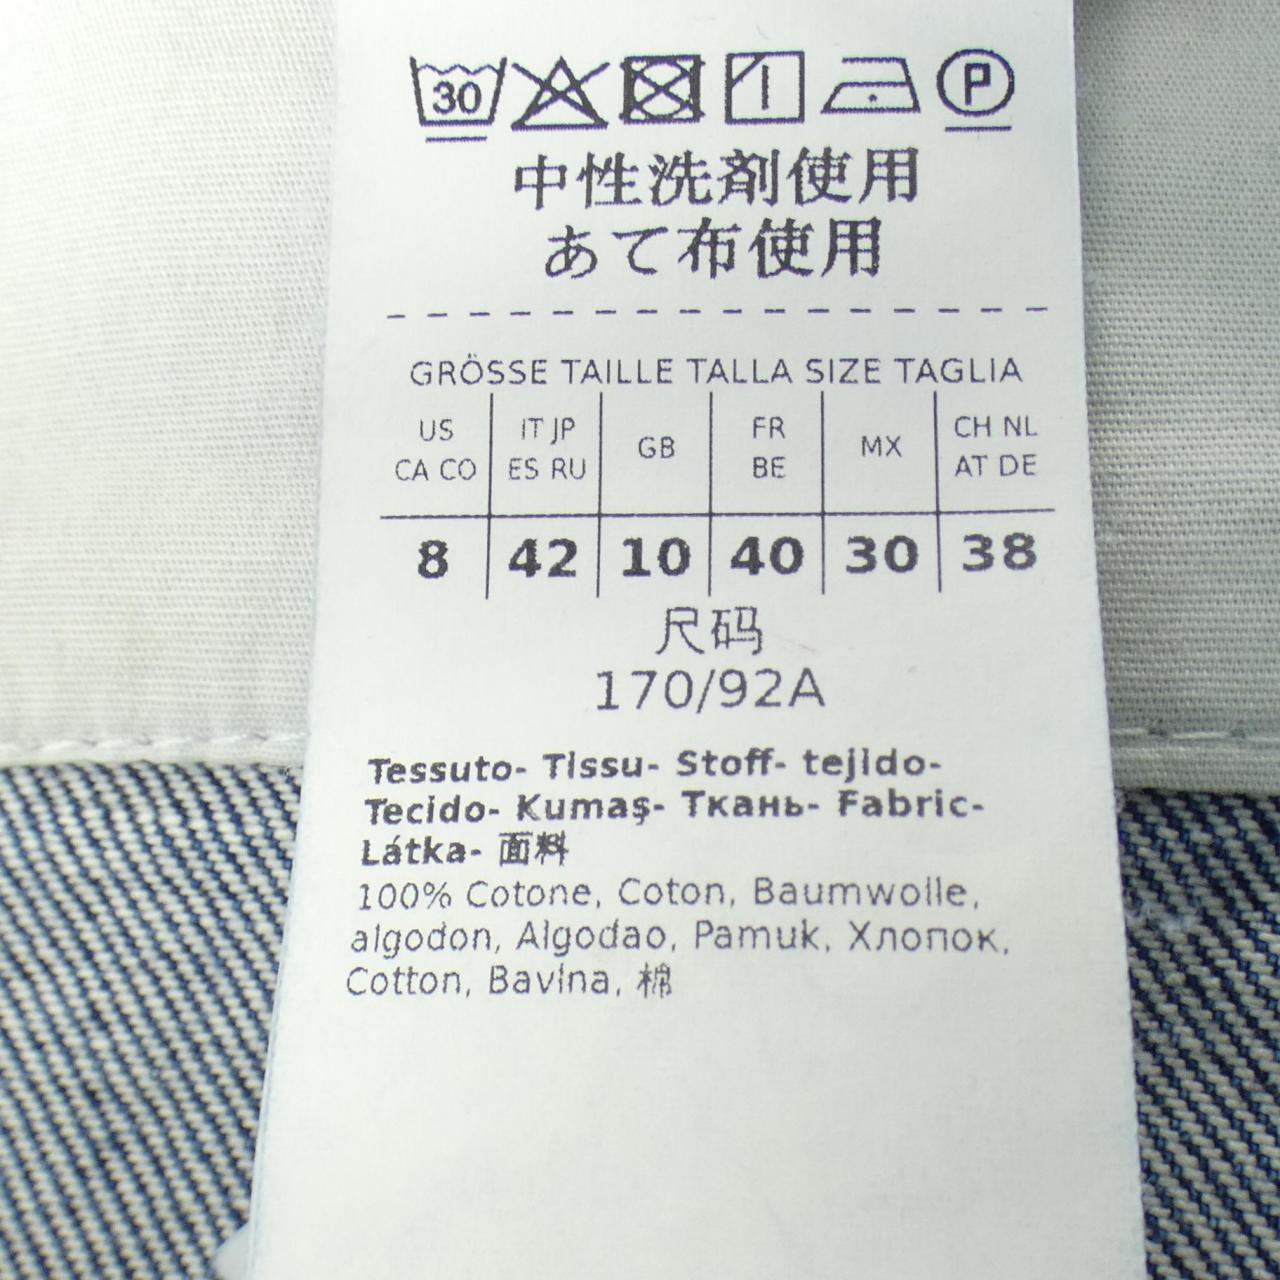 30 P
中性洗剤使用
あて布使用
GRÖSSE TAILLE TALLA SIZE TAGLIA
US CA CO IT JP ES RU GB FR BE MX CH NL AT DE
8 42 10 40 30 38
尺码
170/92A
Tessuto- Tissu- Stoff- tejido-
Tecido- Kumaş- Ткань- Fabric-
Látka- 面料
100% Cotone, Coton, Baumwolle,
algodon, Algodao, Pamuk, Хлопок,
Cotton, Bavlna, 棉